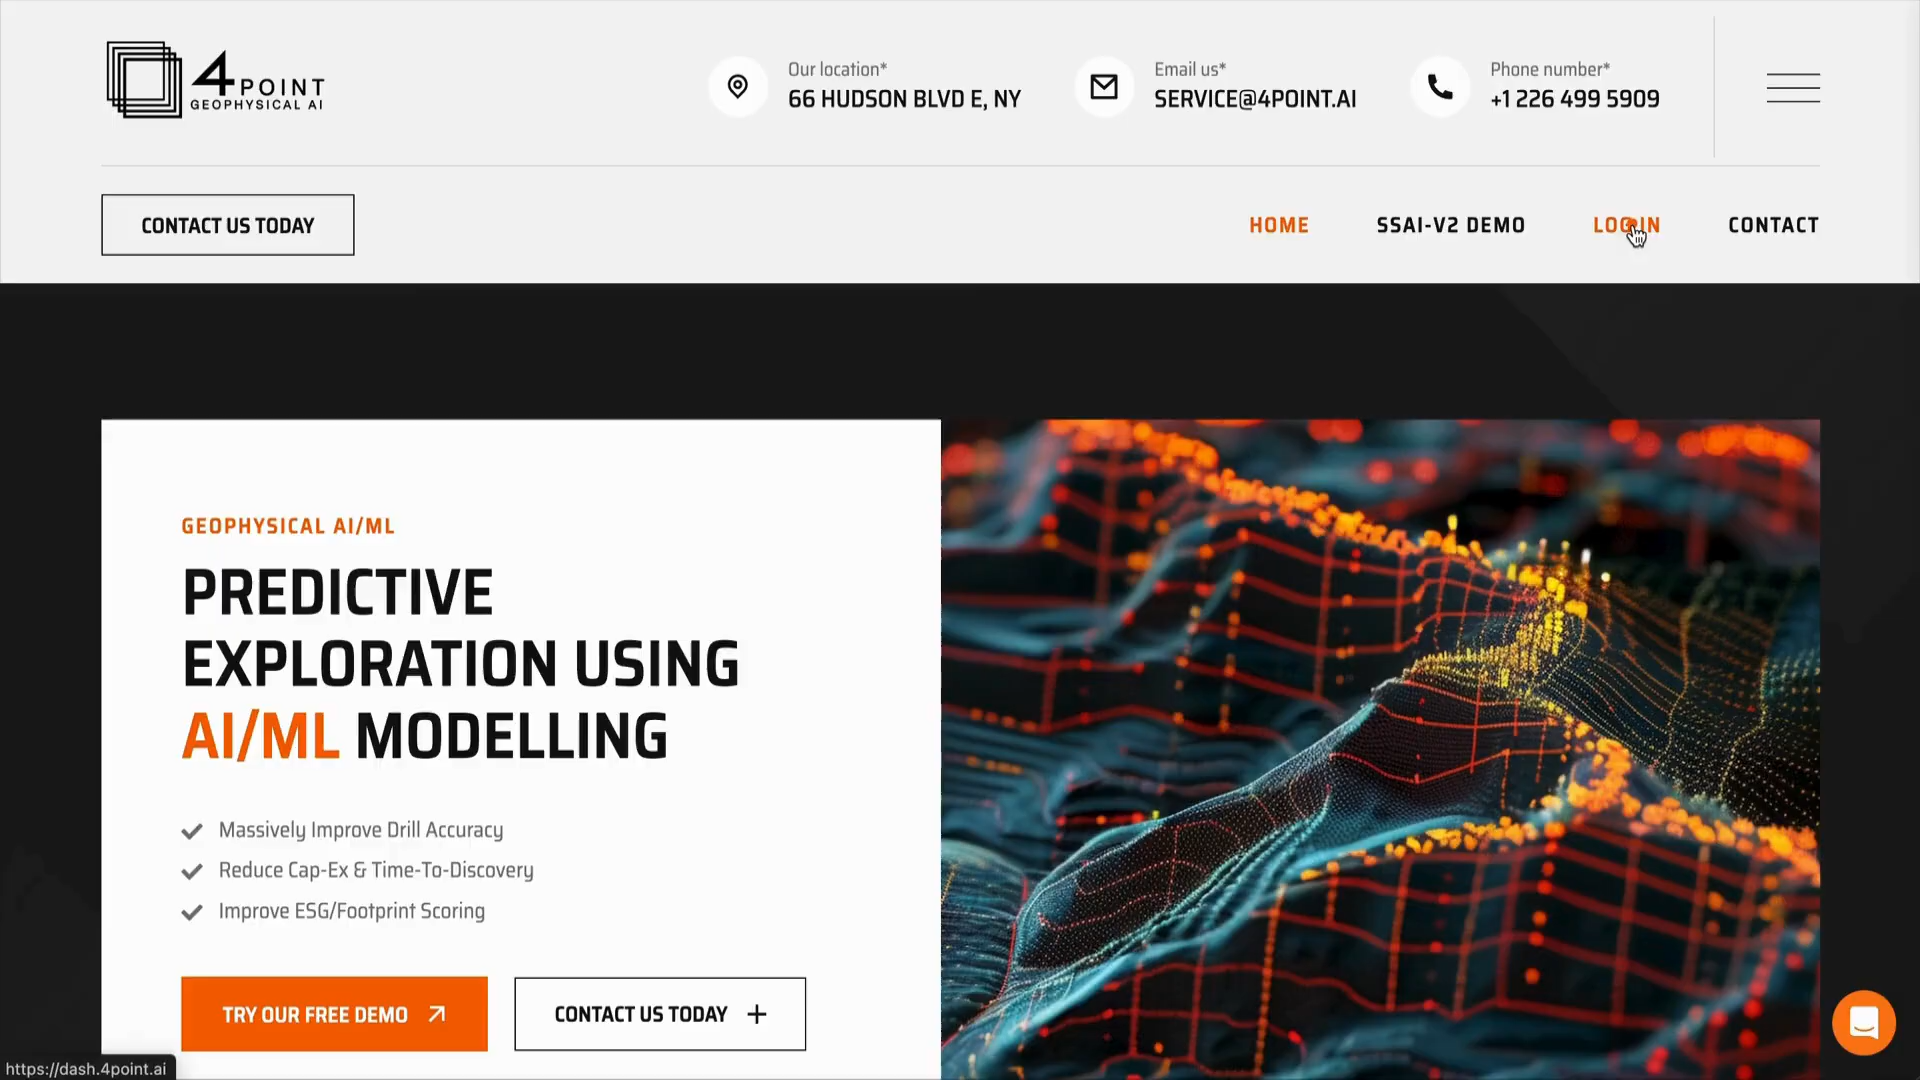 4POINT
GEOPHYSICAL AI
Our location*
66 HUDSON BLVD E, NY
Email us*
SERVICE@4POINT.AI
Phone number*
+1 226 499 5909
CONTACT US TODAY
HOME
SSAI-V2 DEMO
LOGIN
CONTACT
GEOPHYSICAL AI/ML
PREDICTIVE
EXPLORATION USING
AI/ML MODELLING
Massively Improve Drill Accuracy
Reduce Cap-Ex & Time-To-Discovery
Improve ESG/Footprint Scoring
TRY OUR FREE DEMO
CONTACT US TODAY
https://dash.4point.ai